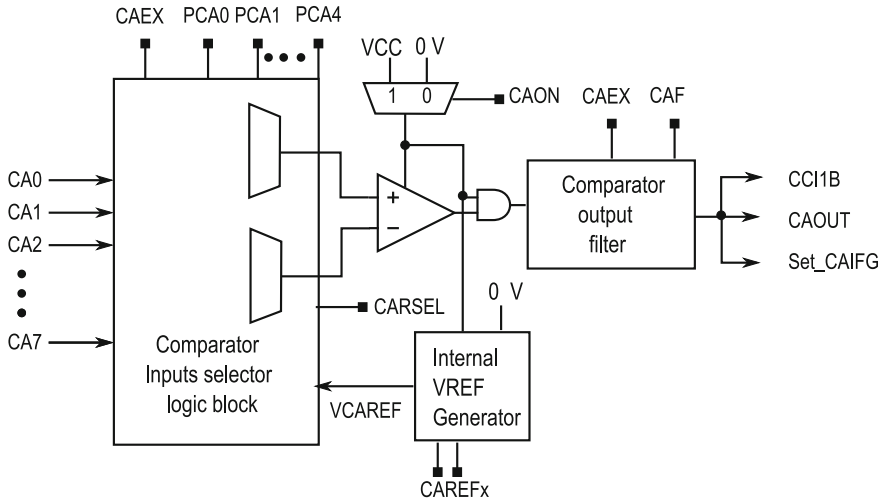 CAEX PCA0 PCA1 PCA4
VCC 0 V
1 0
CAON
CAEX CAF
CA0
CA1
CA2
CA7
+
−
Comparator
output
filter
CCI1B
CAOUT
Set_CAIFG
CARSEL
0 V
Comparator
Inputs selector
logic block
VCAREF
Internal
VREF
Generator
CAREFx